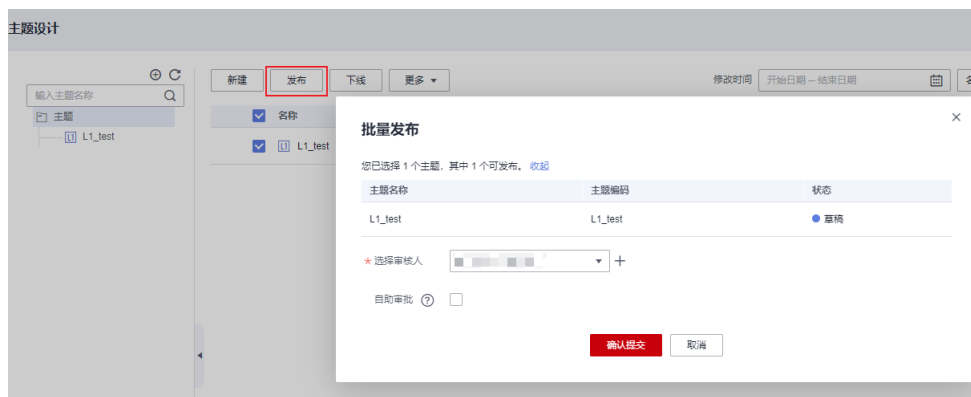 主题设计
新建 发布 下线 更多 修改时间 开始日期 – 结束日期
输入主题名称
主题
L1 L1_test
名称
L1 L1_test
批量发布
您已选择 1 个主题，其中 1 个可发布。 收起
主题名称 主题编码 状态
L1_test L1_test 草稿
* 选择审核人
自助审批 ?
确认提交 取消